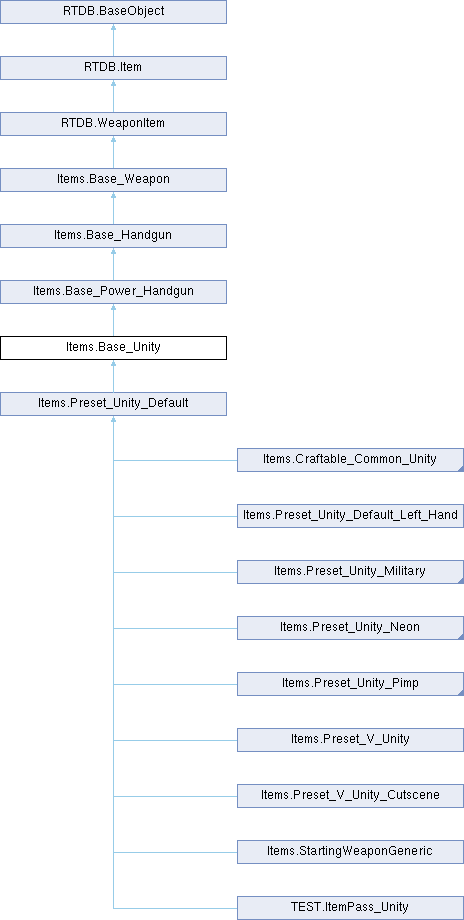 RTDB.BaseObject
RTDB.Item
RTDB.WeaponItem
Items.Base_Weapon
Items.Base_Handgun
Items.Base_Power_Handgun
Items.Base_Unity
Items.Preset_Unity_Default
Items.Craftable_Common_Unity
Items.Preset_Unity_Default_Left_Hand
Items.Preset_Unity_Military
Items.Preset_Unity_Neon
Items.Preset_Unity_Pimp
Items.Preset_V_Unity
Items.Preset_V_Unity_Cutscene
Items.StartingWeaponGeneric
TEST.ItemPass_Unity